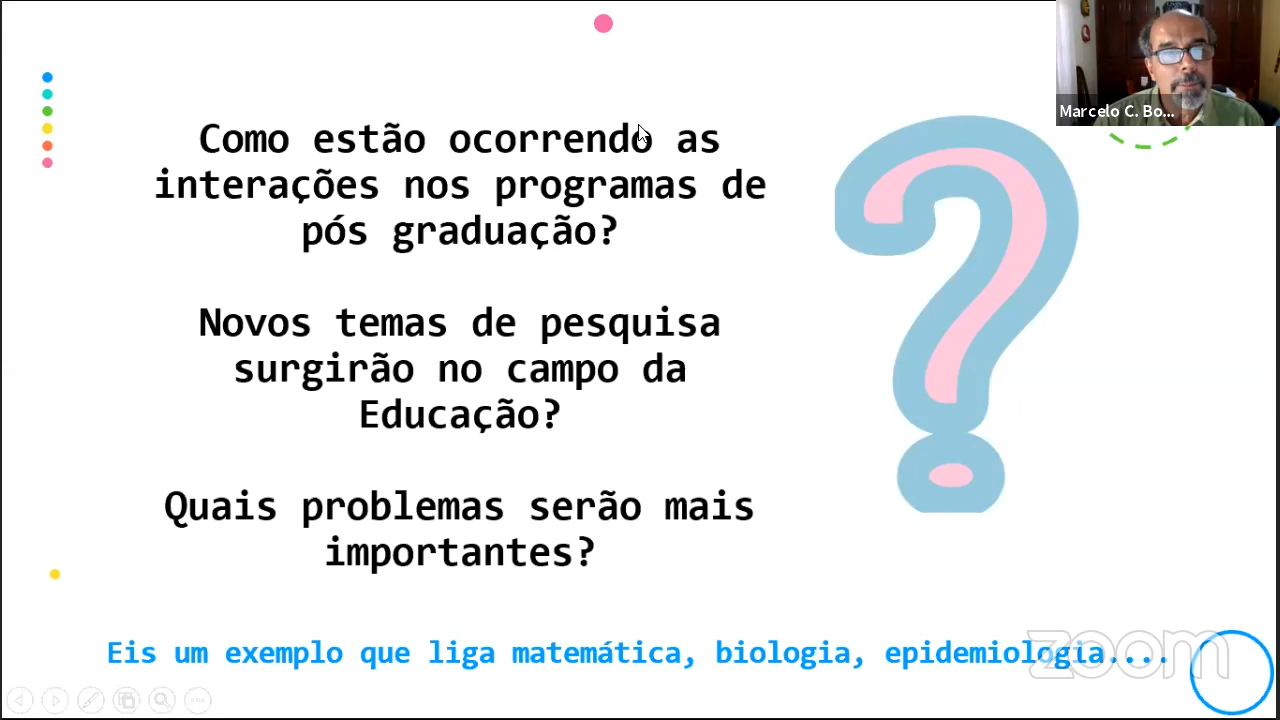 Marcelo C. Bo...
Como estão ocorrendo as
interações nos programas de
pós graduação?
Novos temas de pesquisa
surgirão no campo da
Educação?
Quais problemas serão mais
importantes?
Eis um exemplo que liga matemática, biologia, epidemiologia....
zoom